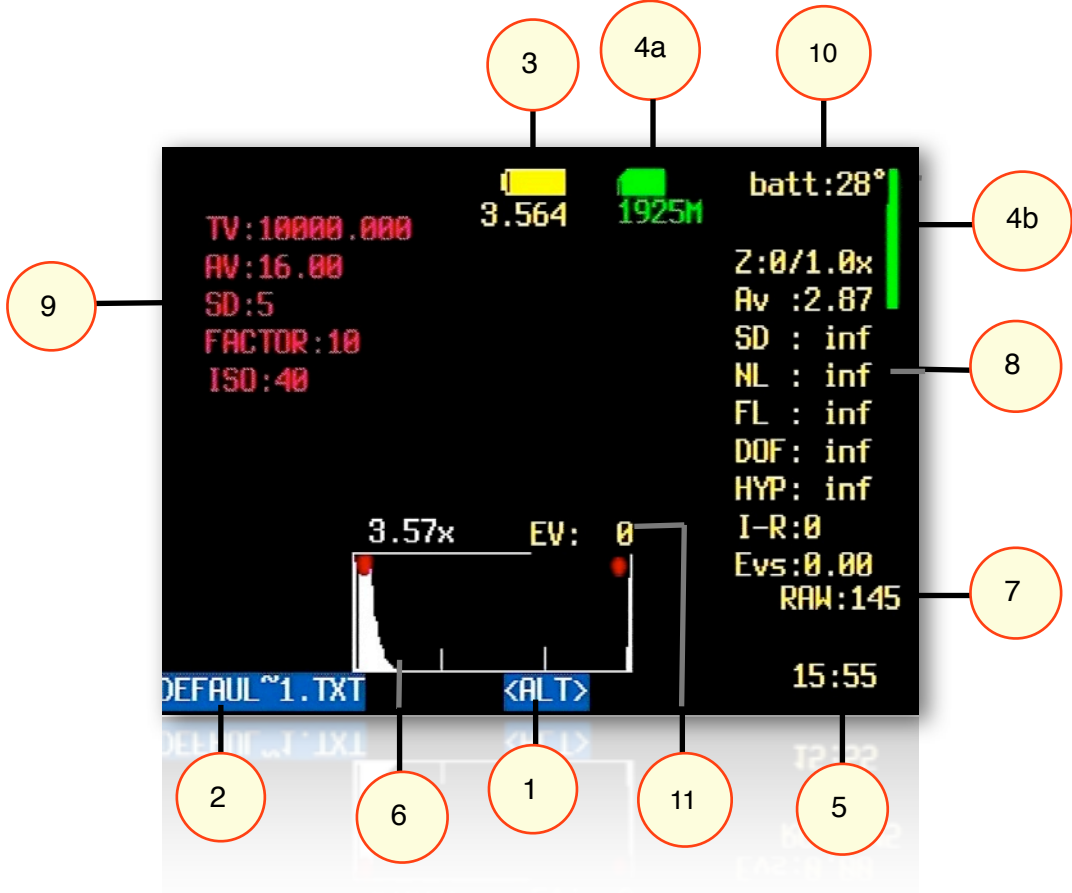 3
4a
10
batt:28°
3.564
1925M
4b
TV:10000.000
AV:16.00
SD:5
FACTOR:10
ISO:40
9
Z:0/1.0x
Av :2.87
SD : inf
NL : inf
8
FL : inf
DOF: inf
HYP: inf
3.57x
EV: 0
I-R:0
Evs:0.00
RAW:145
7
15:55
DEFAUL~1.TXT
<ALT>
2
6
1
11
5